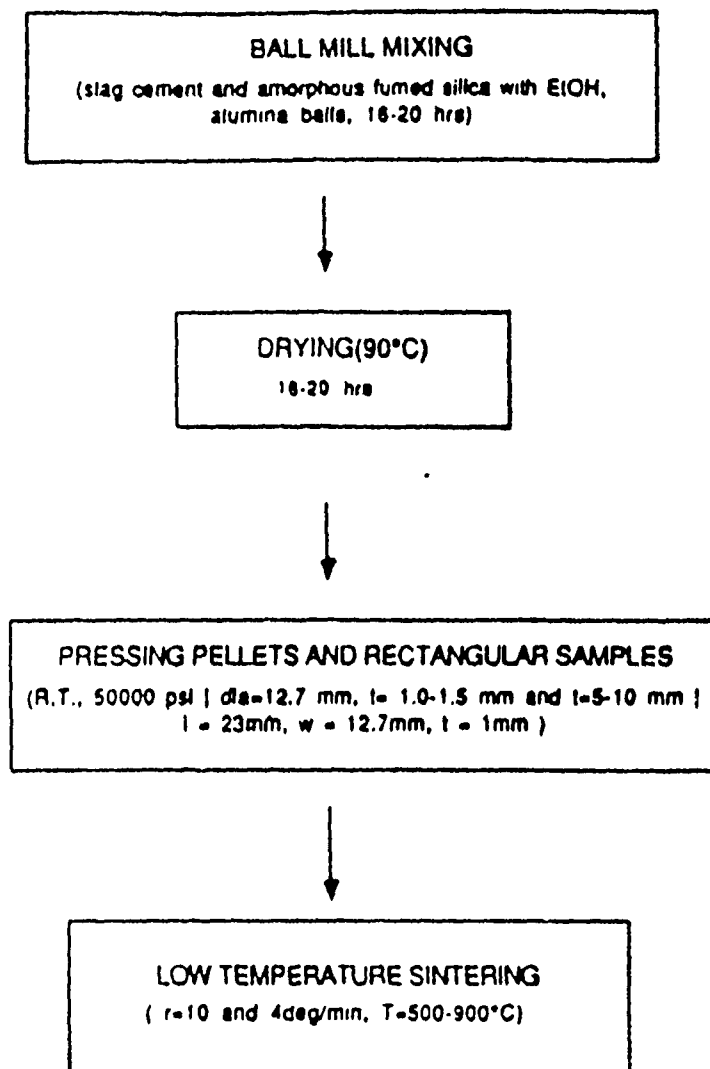 BALL MILL MIXING
(slag cement and amorphous fumed silica with EtOH,
alumina balls, 16-20 hrs)
DRYING(90°C)
16-20 hrs
PRESSING PELLETS AND RECTANGULAR SAMPLES
(R.T., 50000 psi | dia=12.7 mm, t= 1.0-1.5 mm and t=5-10 mm |
l = 23mm, w = 12.7mm, t = 1mm )
LOW TEMPERATURE SINTERING
( r=10 and 4deg/min, T=500-900°C)